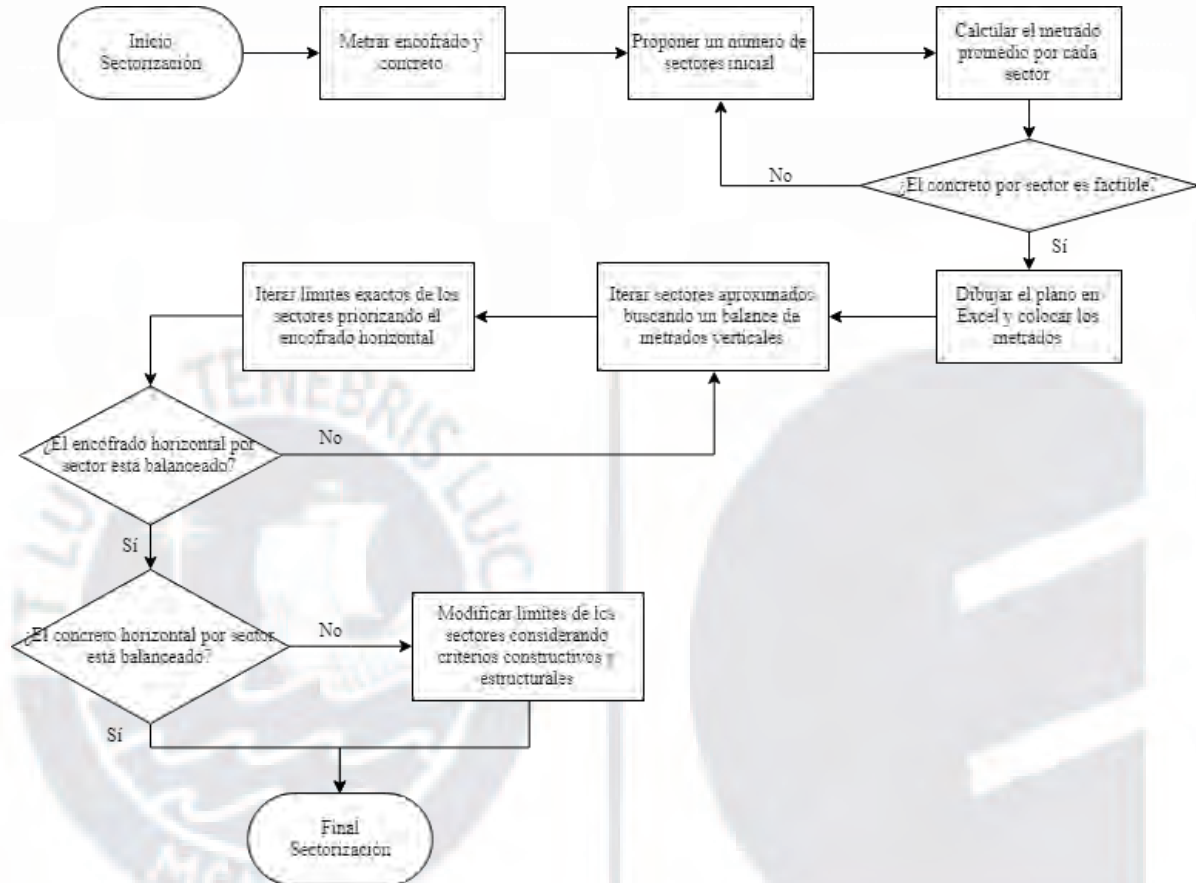 Inicio
Sectorización
Metrar encofrado y
concreto
Proponer un número de
sectores inicial
Calcular el metrado
promedio por cada
sector
¿El concreto por sector es factible?
No
Sí
Dibujar el plano en
Excel y colocar los
metrados
Iterar sectores aproximados
buscando un balance de
metrados verticales
Iterar límites exactos de los
sectores priorizando el
encofrado horizontal
¿El encofrado horizontal por
sector está balanceado?
No
Sí
¿El concreto horizontal por sector
está balanceado?
No
Modificar límites de los
sectores considerando
criterios constructivos y
estructurales
Sí
Final
Sectorización
TENEBRIS LUC